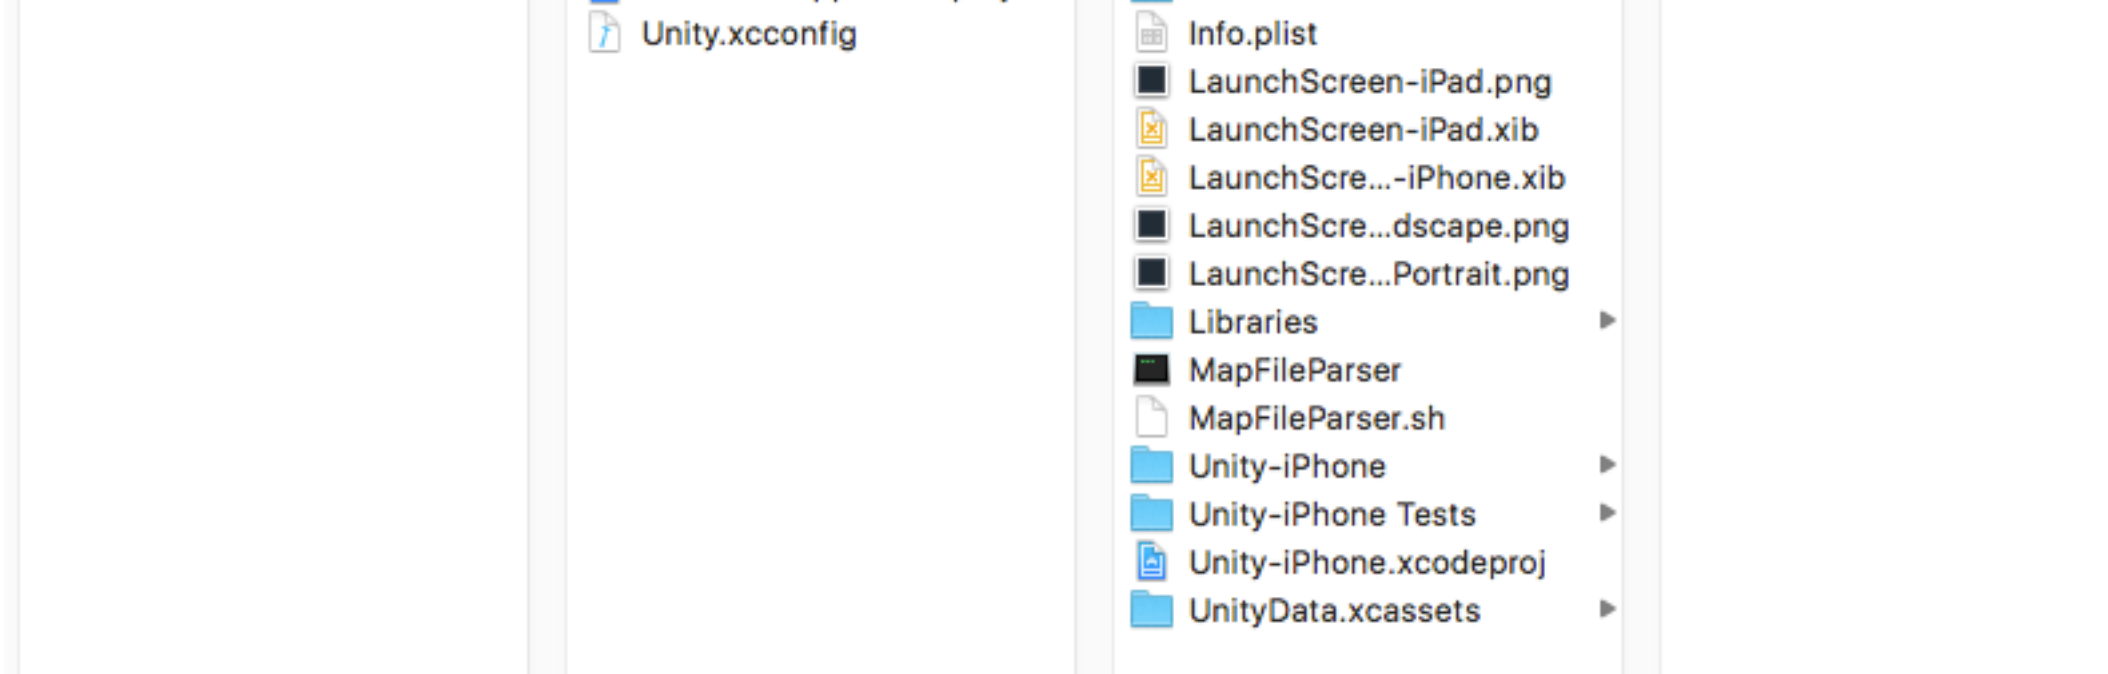 Unity.xcconfig
Info.plist
LaunchScreen-iPad.png
LaunchScreen-iPad.xib
LaunchScre...-iPhone.xib
LaunchScre...dscape.png
LaunchScre...Portrait.png
Libraries
MapFileParser
MapFileParser.sh
Unity-iPhone
Unity-iPhone Tests
Unity-iPhone.xcodeproj
UnityData.xcassets